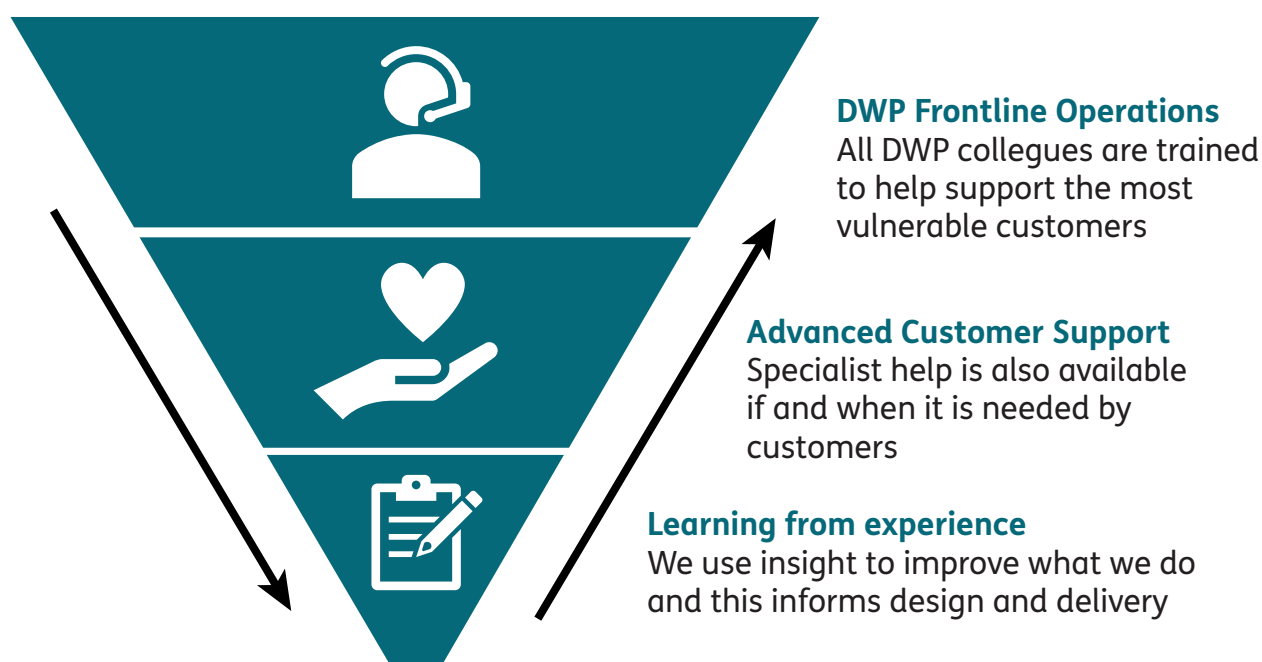 DWP Frontline Operations
All DWP collegues are trained
to help support the most
vulnerable customers
Advanced Customer Support
Specialist help is also available
if and when it is needed by
customers
Learning from experience
We use insight to improve what we do
and this informs design and delivery